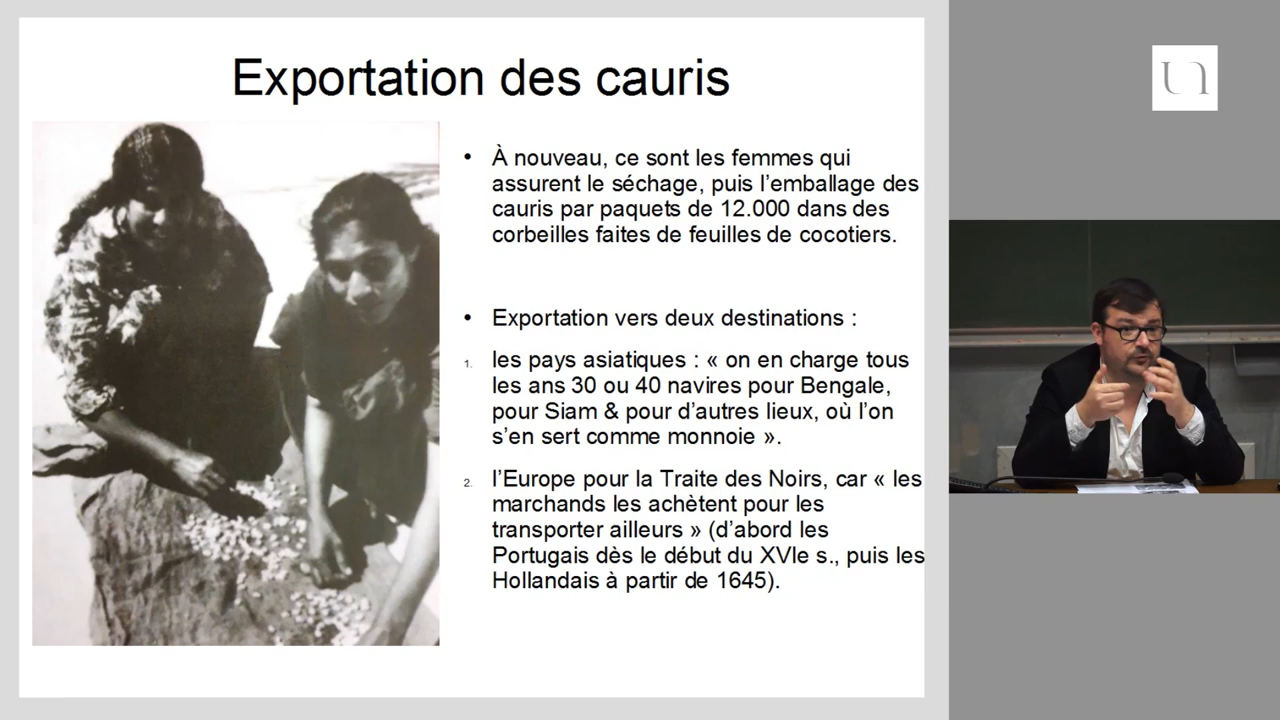 Exportation des cauris
• À nouveau, ce sont les femmes qui
assurent le séchage, puis l'emballage des
cauris par paquets de 12.000 dans des
corbeilles faites de feuilles de cocotiers.
• Exportation vers deux destinations :
1. les pays asiatiques : « on en charge tous
les ans 30 ou 40 navires pour Bengale,
pour Siam & pour d'autres lieux, où l'on
s'en sert comme monnoie ».
2. l'Europe pour la Traite des Noirs, car « les
marchands les achètent pour les
transporter ailleurs » (d'abord les
Portugais dès le début du XVIe s., puis les
Hollandais à partir de 1645).